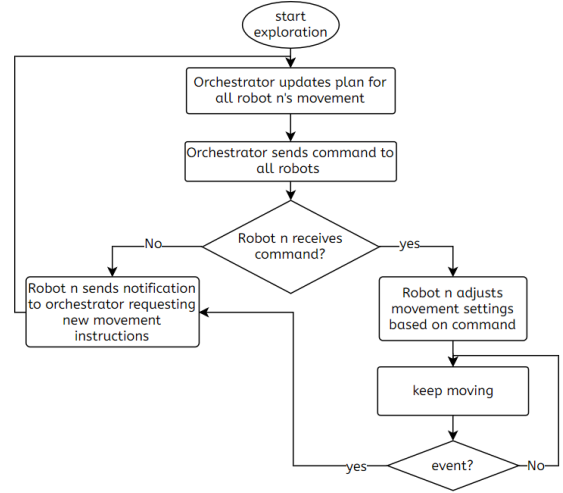 start
exploration
Orchestrator updates plan for
all robot n's movement
Orchestrator sends command to
all robots
Robot n receives
command?
No
yes
Robot n sends notification
to orchestrator requesting
new movement
instructions
Robot n adjusts
movement settings
based on command
keep moving
event?
yes
No